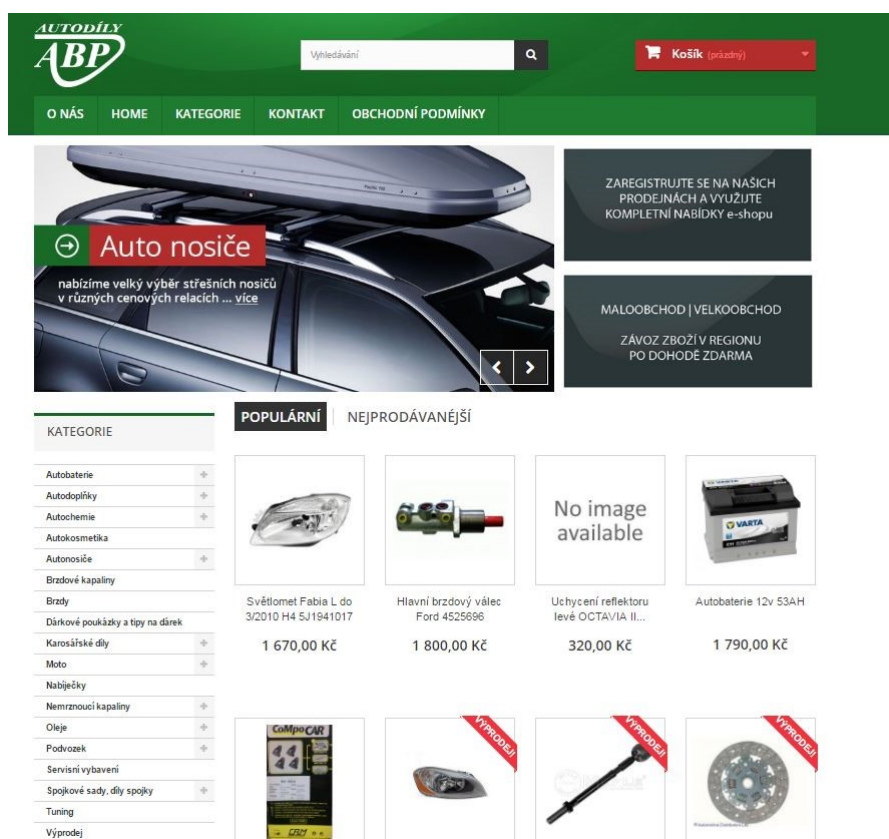 AUTODÍLY
ABP
Vyhledávání
Košík (prázdný)
O NÁS
HOME
KATEGORIE
KONTAKT
OBCHODNÍ PODMÍNKY
Auto nosiče
nabízíme velký výběr střešních nosičů
v různých cenových relacích ... více
ZAREGISTRUJTE SE NA NAŠICH
PRODEJNÁCH A VYUŽIJTE
KOMPLETNÍ NABÍDKY e-shopu
MALOOBCHOD | VELKOOBCHOD
ZÁVOZ ZBOŽÍ V REGIONU
PO DOHODĚ ZDARMA
KATEGORIE
Autobaterie
Autodoplňky
Autochemie
Autokosmetika
Autonosiče
Brzdové kapaliny
Brzdy
Dárkové poukázky a tipy na dárek
Karosářské díly
Moto
Nabíječky
Nemrznoucí kapaliny
Oleje
Podvozek
Servisní vybavení
Spojkové sady, díly spojky
Tuning
Výprodej
POPULÁRNÍ
NEJPRODÁVANĚJŠÍ
Světlomet Fabia L do
3/2010 H4 5J1941017
1 670,00 Kč
Hlavní brzdový válec
Ford 4525696
1 800,00 Kč
No image
available
Uchycení reflektoru
levé OCTAVIA II...
320,00 Kč
VARTA
Autobaterie 12v 53AH
1 790,00 Kč
CoMpoCAR
VÝPRODEJ!
VÝPRODEJ!
VÝPRODEJ!